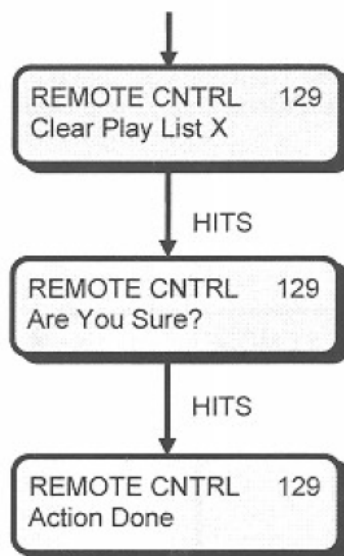 REMOTE CNTRL 129
Clear Play List X
HITS
REMOTE CNTRL 129
Are You Sure?
HITS
REMOTE CNTRL 129
Action Done